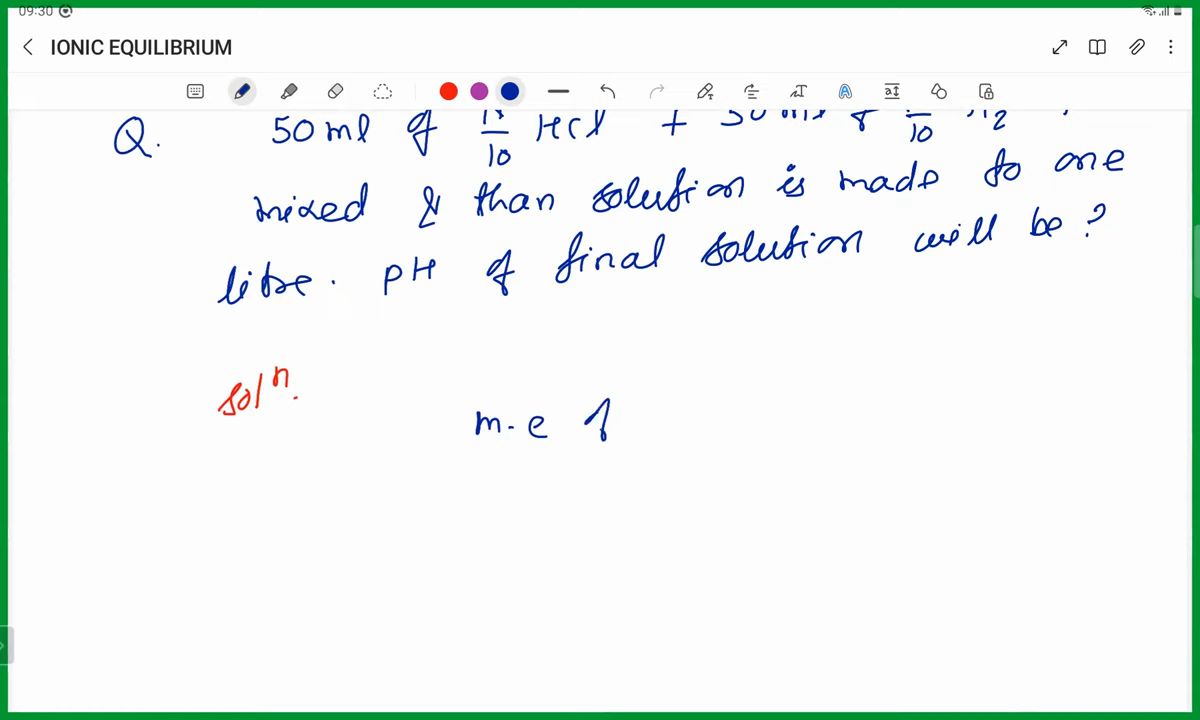 09:30
IONIC EQUILIBRIUM
Q. 50 ml of N/10 HCl + 50 ml of /10
mixed & than solution is made to one
litre. pH of final solution will be?
solⁿ.
m.e of